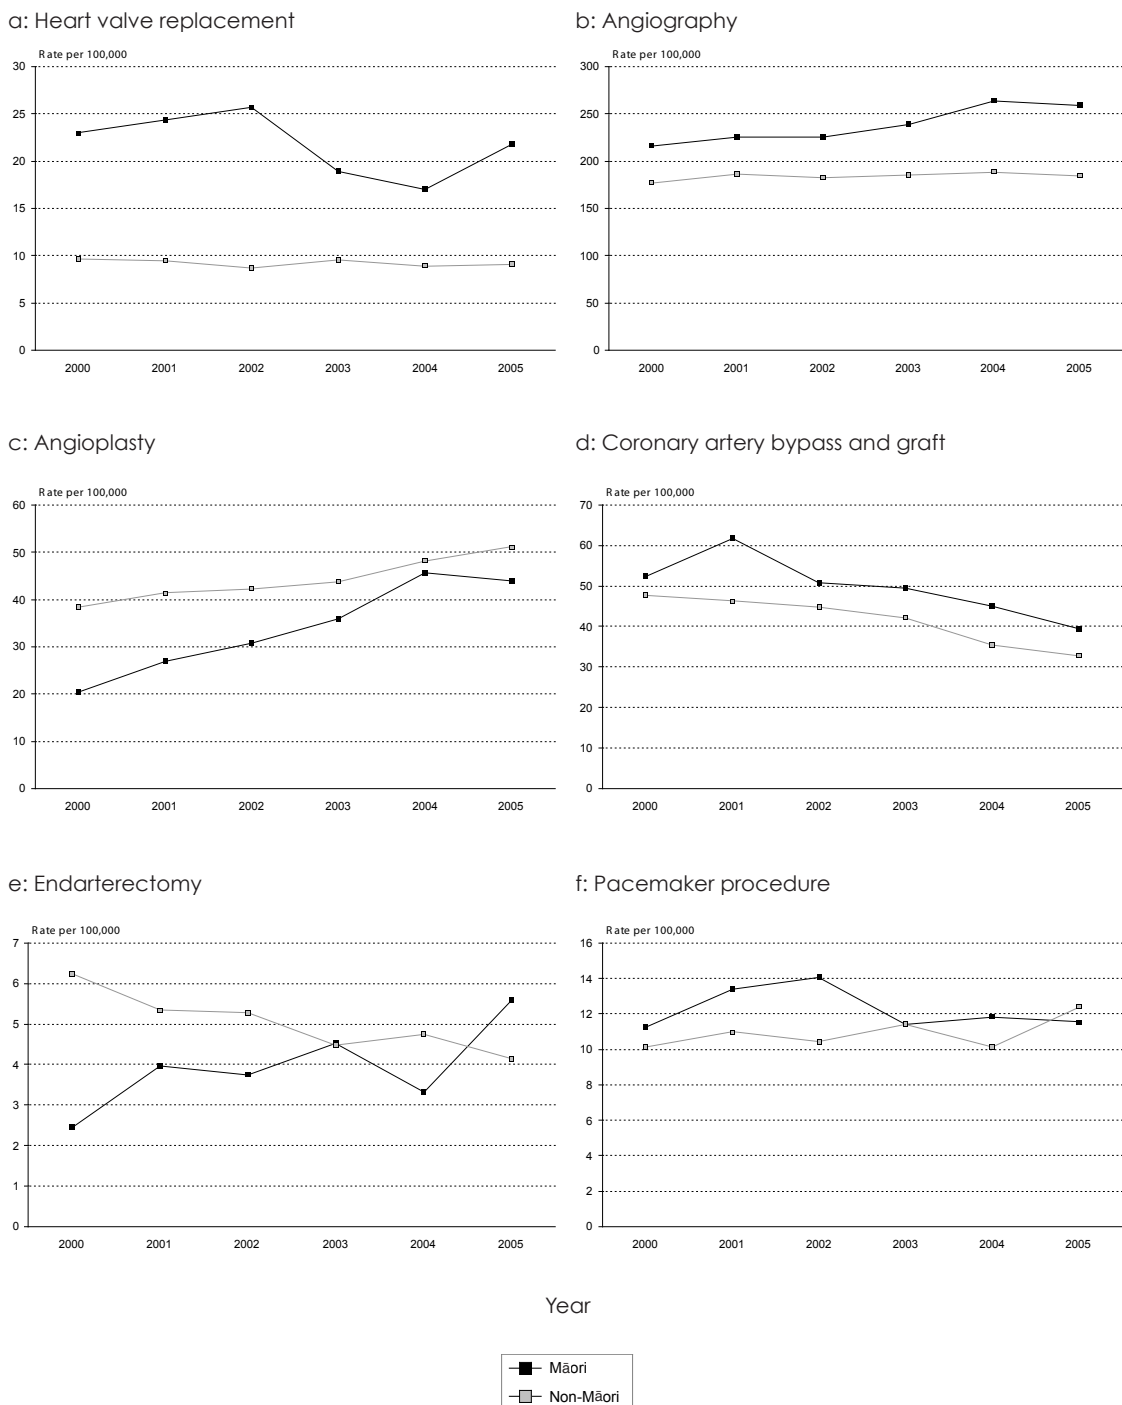 a: Heart valve replacement
Rate per 100,000
30
25
20
15
10
5
0
2000 2001 2002 2003 2004 2005
b: Angiography
Rate per 100,000
300
250
200
150
100
50
0
2000 2001 2002 2003 2004 2005
c: Angioplasty
Rate per 100,000
60
50
40
30
20
10
0
2000 2001 2002 2003 2004 2005
d: Coronary artery bypass and graft
Rate per 100,000
70
60
50
40
30
20
10
0
2000 2001 2002 2003 2004 2005
e: Endarterectomy
Rate per 100,000
7
6
5
4
3
2
1
0
2000 2001 2002 2003 2004 2005
f: Pacemaker procedure
Rate per 100,000
16
14
12
10
8
6
4
2
0
2000 2001 2002 2003 2004 2005
Year
Māori
Non-Māori